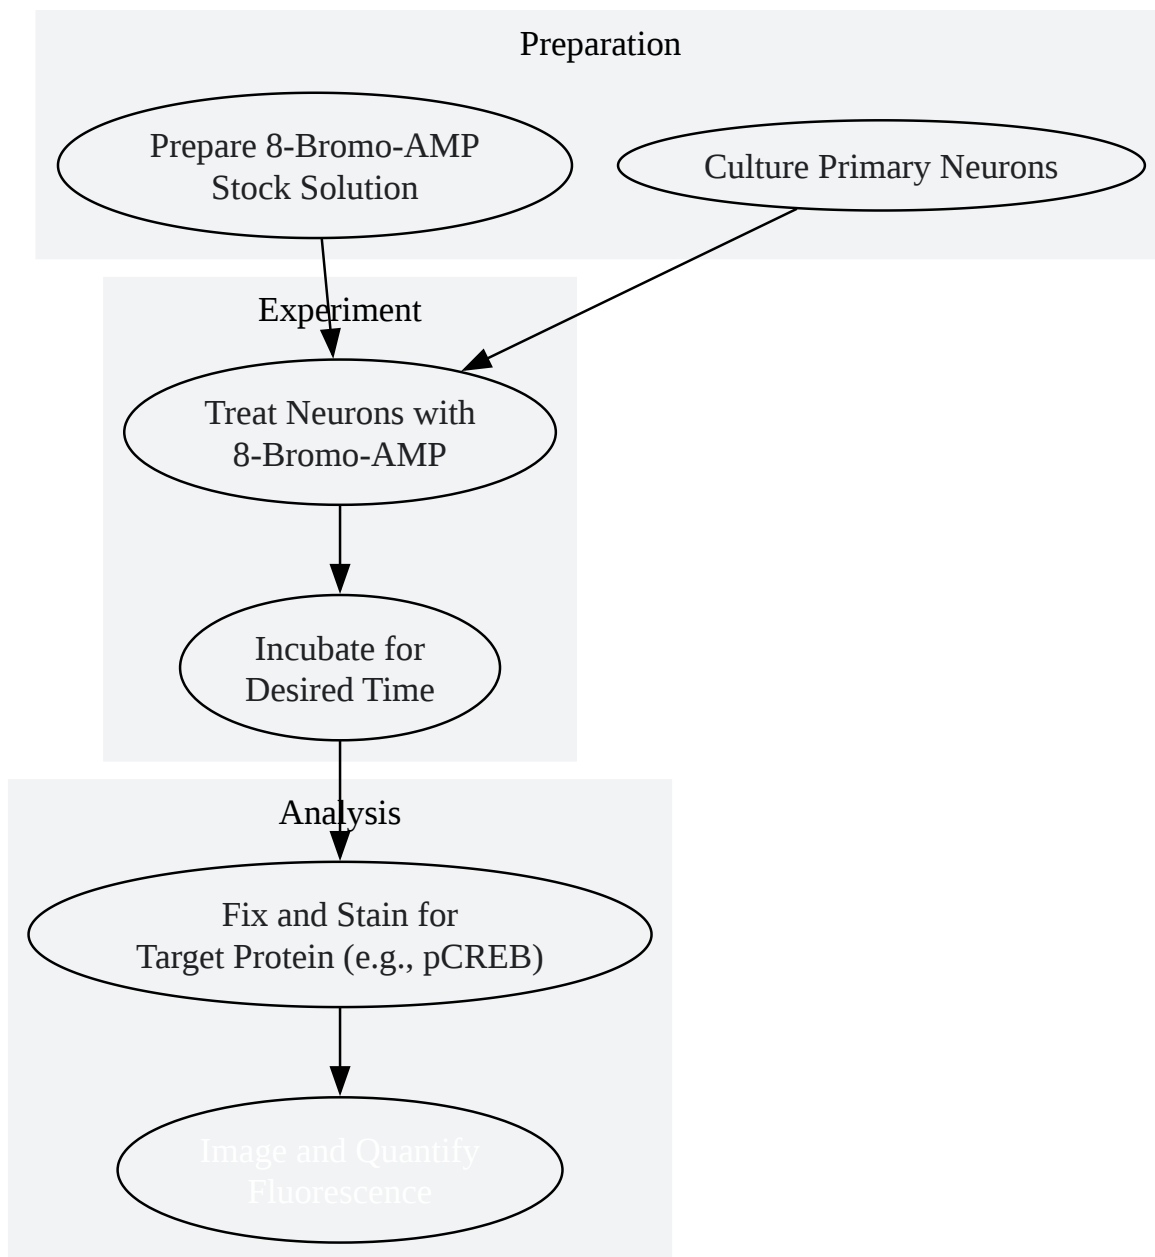 Preparation
Prepare 8-Bromo-AMP
Stock Solution
Culture Primary Neurons
Experiment
Treat Neurons with
8-Bromo-AMP
Incubate for
Desired Time
Analysis
Fix and Stain for
Target Protein (e.g., pCREB)
Image and Quantify
Fluorescence